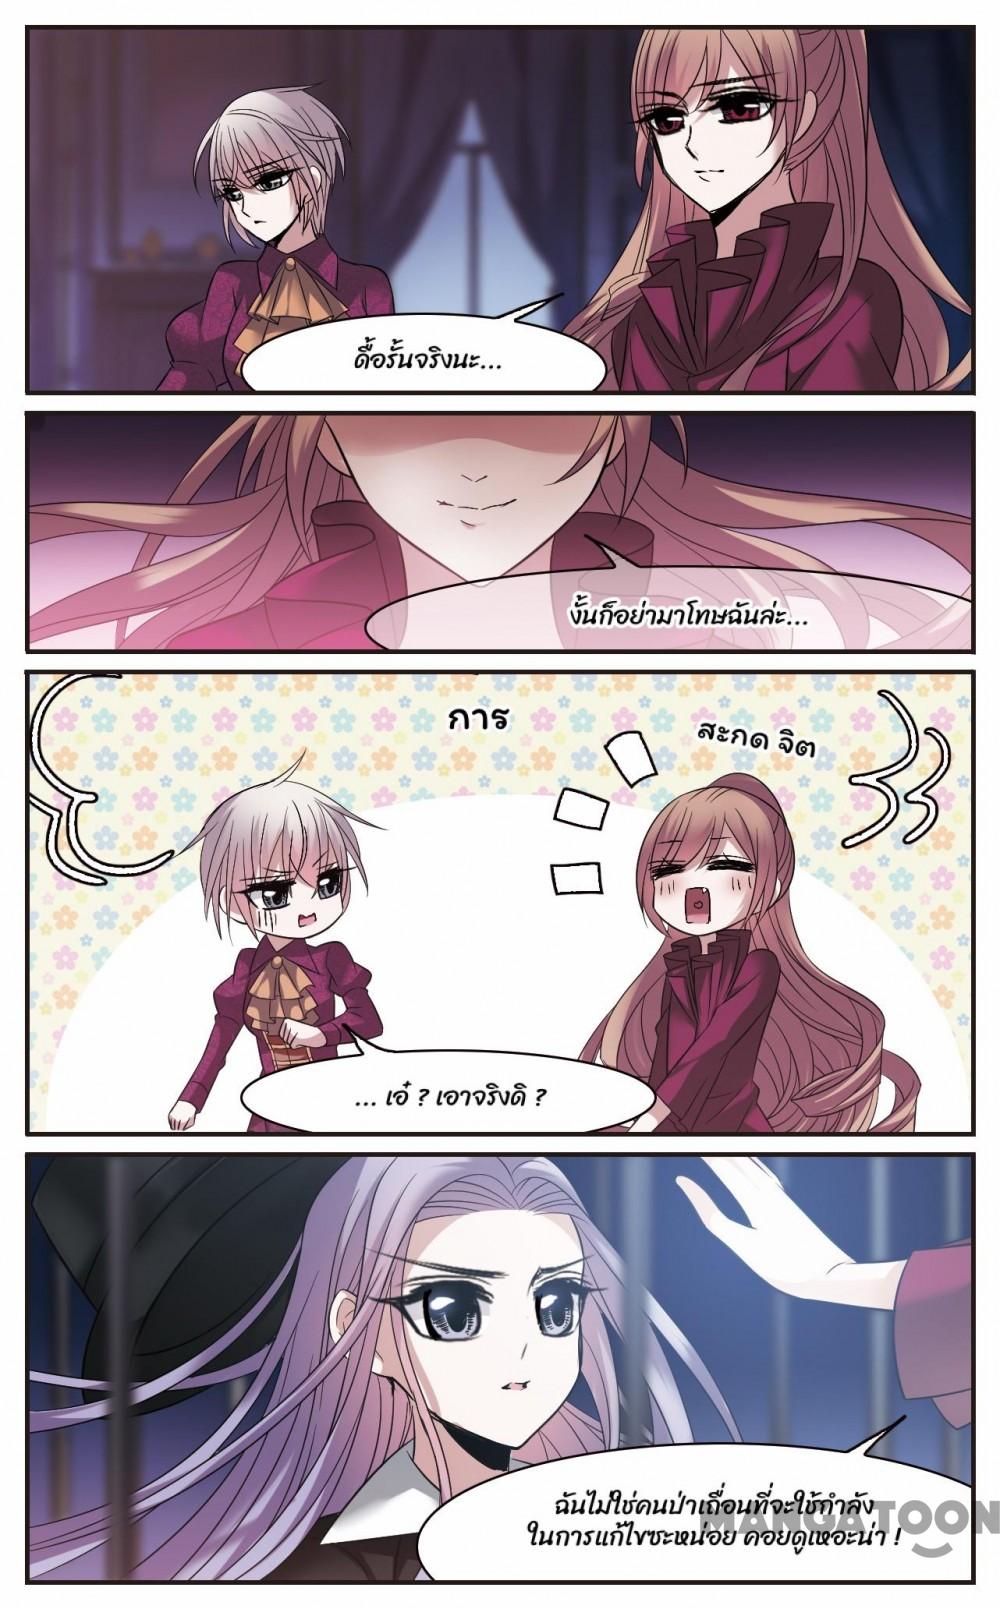 ดื้อรั้นจริงนะ...
งั้นก็อย่ามาโทษฉันล่ะ...
การ
สะกด จิต
... เอ๋ ? เอาจริงดิ ?
ฉันไม่ใช่คนป่าเถื่อนที่จะใช้กำลัง
ในการแก้ไขซะหน่อย คอยดูเหอะน่า !
MANGATOON